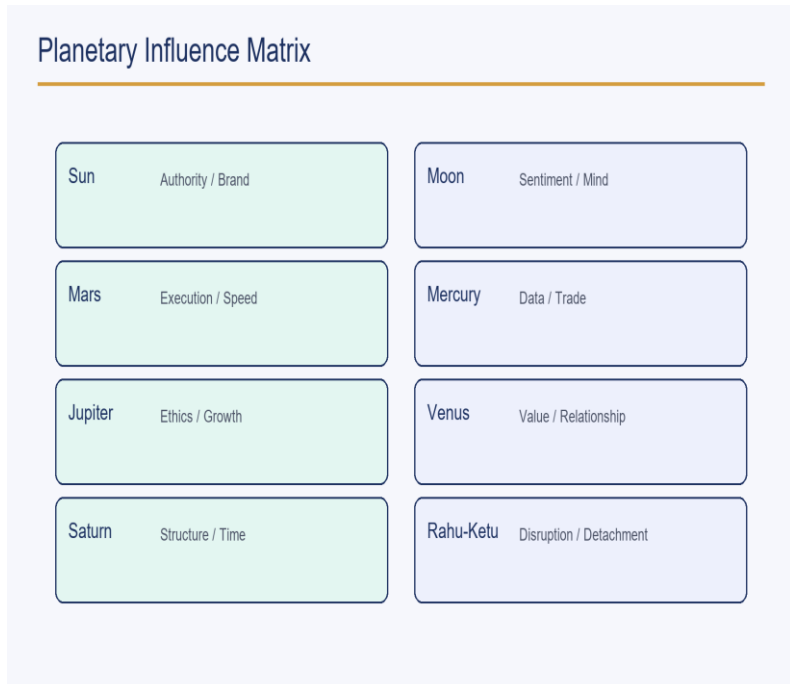 Planetary Influence Matrix
Sun Authority / Brand
Moon Sentiment / Mind
Mars Execution / Speed
Mercury Data / Trade
Jupiter Ethics / Growth
Venus Value / Relationship
Saturn Structure / Time
Rahu-Ketu Disruption / Detachment